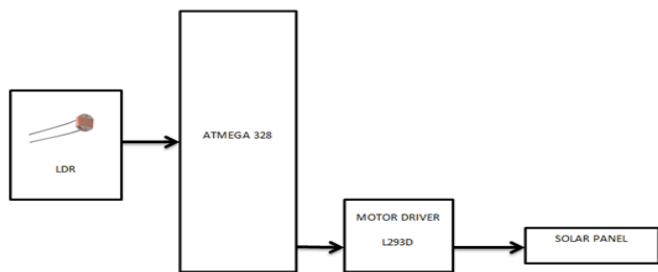 LDR
ATMEGA 328
MOTOR DRIVER
L293D
SOLAR PANEL